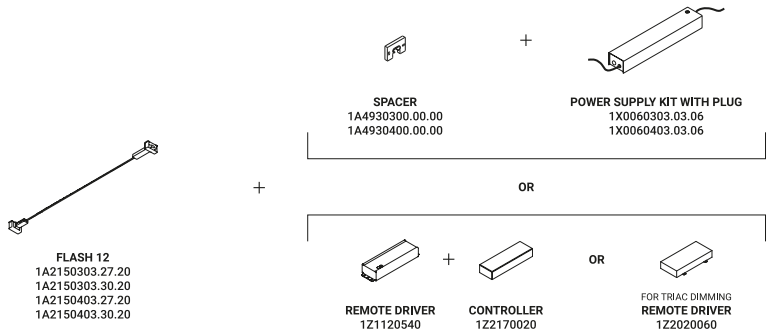 +
SPACER
1A4930300.00.00
1A4930400.00.00
POWER SUPPLY KIT WITH PLUG
1X0060303.03.06
1X0060403.03.06
+
OR
FLASH 12
1A2150303.27.20
1A2150303.30.20
1A2150403.27.20
1A2150403.30.20
+
OR
REMOTE DRIVER
1Z1120540
CONTROLLER
1Z2170020
FOR TRIAC DIMMING
REMOTE DRIVER
1Z2020060